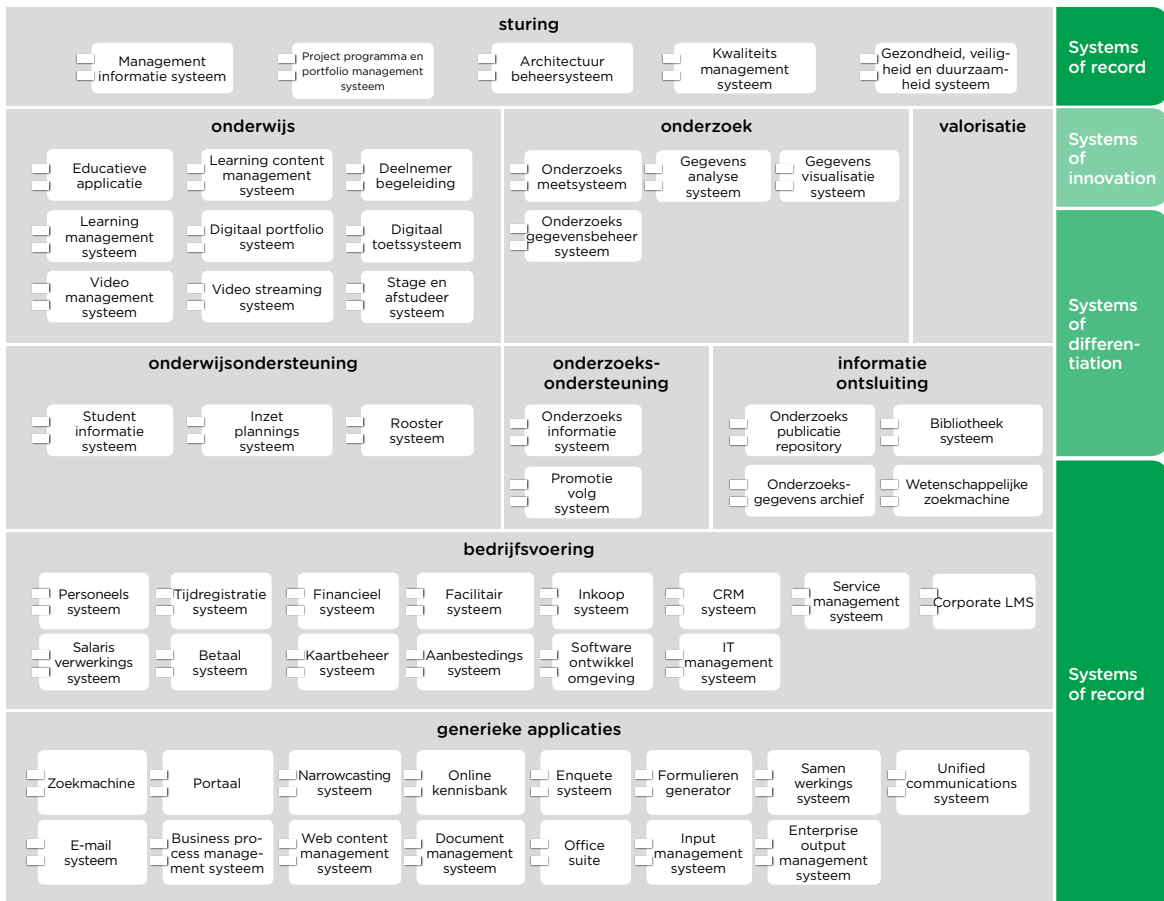 sturing
Management
informatie systeem
Project programma en
portfolio management
systeem
Architectuur
beheersysteem
Kwaliteits
management
systeem
Gezondheid, veilig-
heid en duurzaam-
heid systeem
Systems
of record
onderwijs
Educatieve
applicatie
Learning content
management
systeem
Deelnemer
begeleiding
Learning
management
systeem
Digitaal portfolio
systeem
Digitaal
toetssysteem
Video
management
systeem
Video streaming
systeem
Stage en
afstudeer
systeem
onderzoek
Onderzoeks
meetsysteem
Gegevens
analyse
systeem
Gegevens
visualisatie
systeem
Onderzoeks
gegevensbeheer
systeem
valorisatie
Systems
of
innovation
Systems
of
differen-
tiation
onderwijsondersteuning
Student
informatie
systeem
Inzet
plannings
systeem
Rooster
systeem
onderzoeks-
ondersteuning
Onderzoeks
informatie
systeem
Promotie
volg
systeem
informatie
ontsluiting
Onderzoeks
publicatie
repository
Bibliotheek
systeem
Onderzoeks-
gegevens archief
Wetenschappelijke
zoekmachine
bedrijfsvoering
Personeels
systeem
Tijdregistratie
systeem
Financieel
systeem
Facilitair
systeem
Inkoop
systeem
CRM
systeem
Service
management
systeem
Corporate LMS
Salaris
verwerkings
systeem
Betaal
systeem
Kaartbeheer
systeem
Aanbestedings
systeem
Software
ontwikkel
omgeving
IT
management
systeem
Systems
of record
generieke applicaties
Zoekmachine
Portaal
Narrowcasting
systeem
Online
kennisbank
Enquete
systeem
Formulieren
generator
Samen
werkings
systeem
Unified
communications
systeem
E-mail
systeem
Business pro-
cess manage-
ment systeem
Web content
management
systeem
Document
management
systeem
Office
suite
Input
management
systeem
Enterprise
output
management
systeem